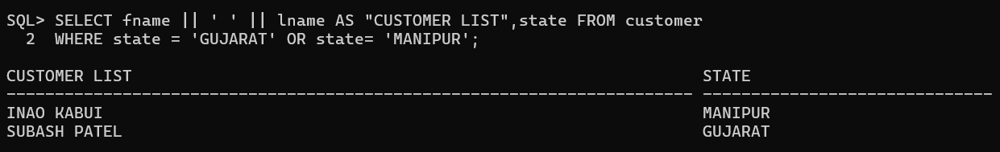 SQL> SELECT fname || ' ' || lname AS "CUSTOMER LIST",state FROM customer
  2  WHERE state = 'GUJARAT' OR state= 'MANIPUR';
CUSTOMER LIST                                                           STATE
----------------------------------------------------------------------- ------------------------------
INAO KABUI                                                              MANIPUR
SUBASH PATEL                                                            GUJARAT